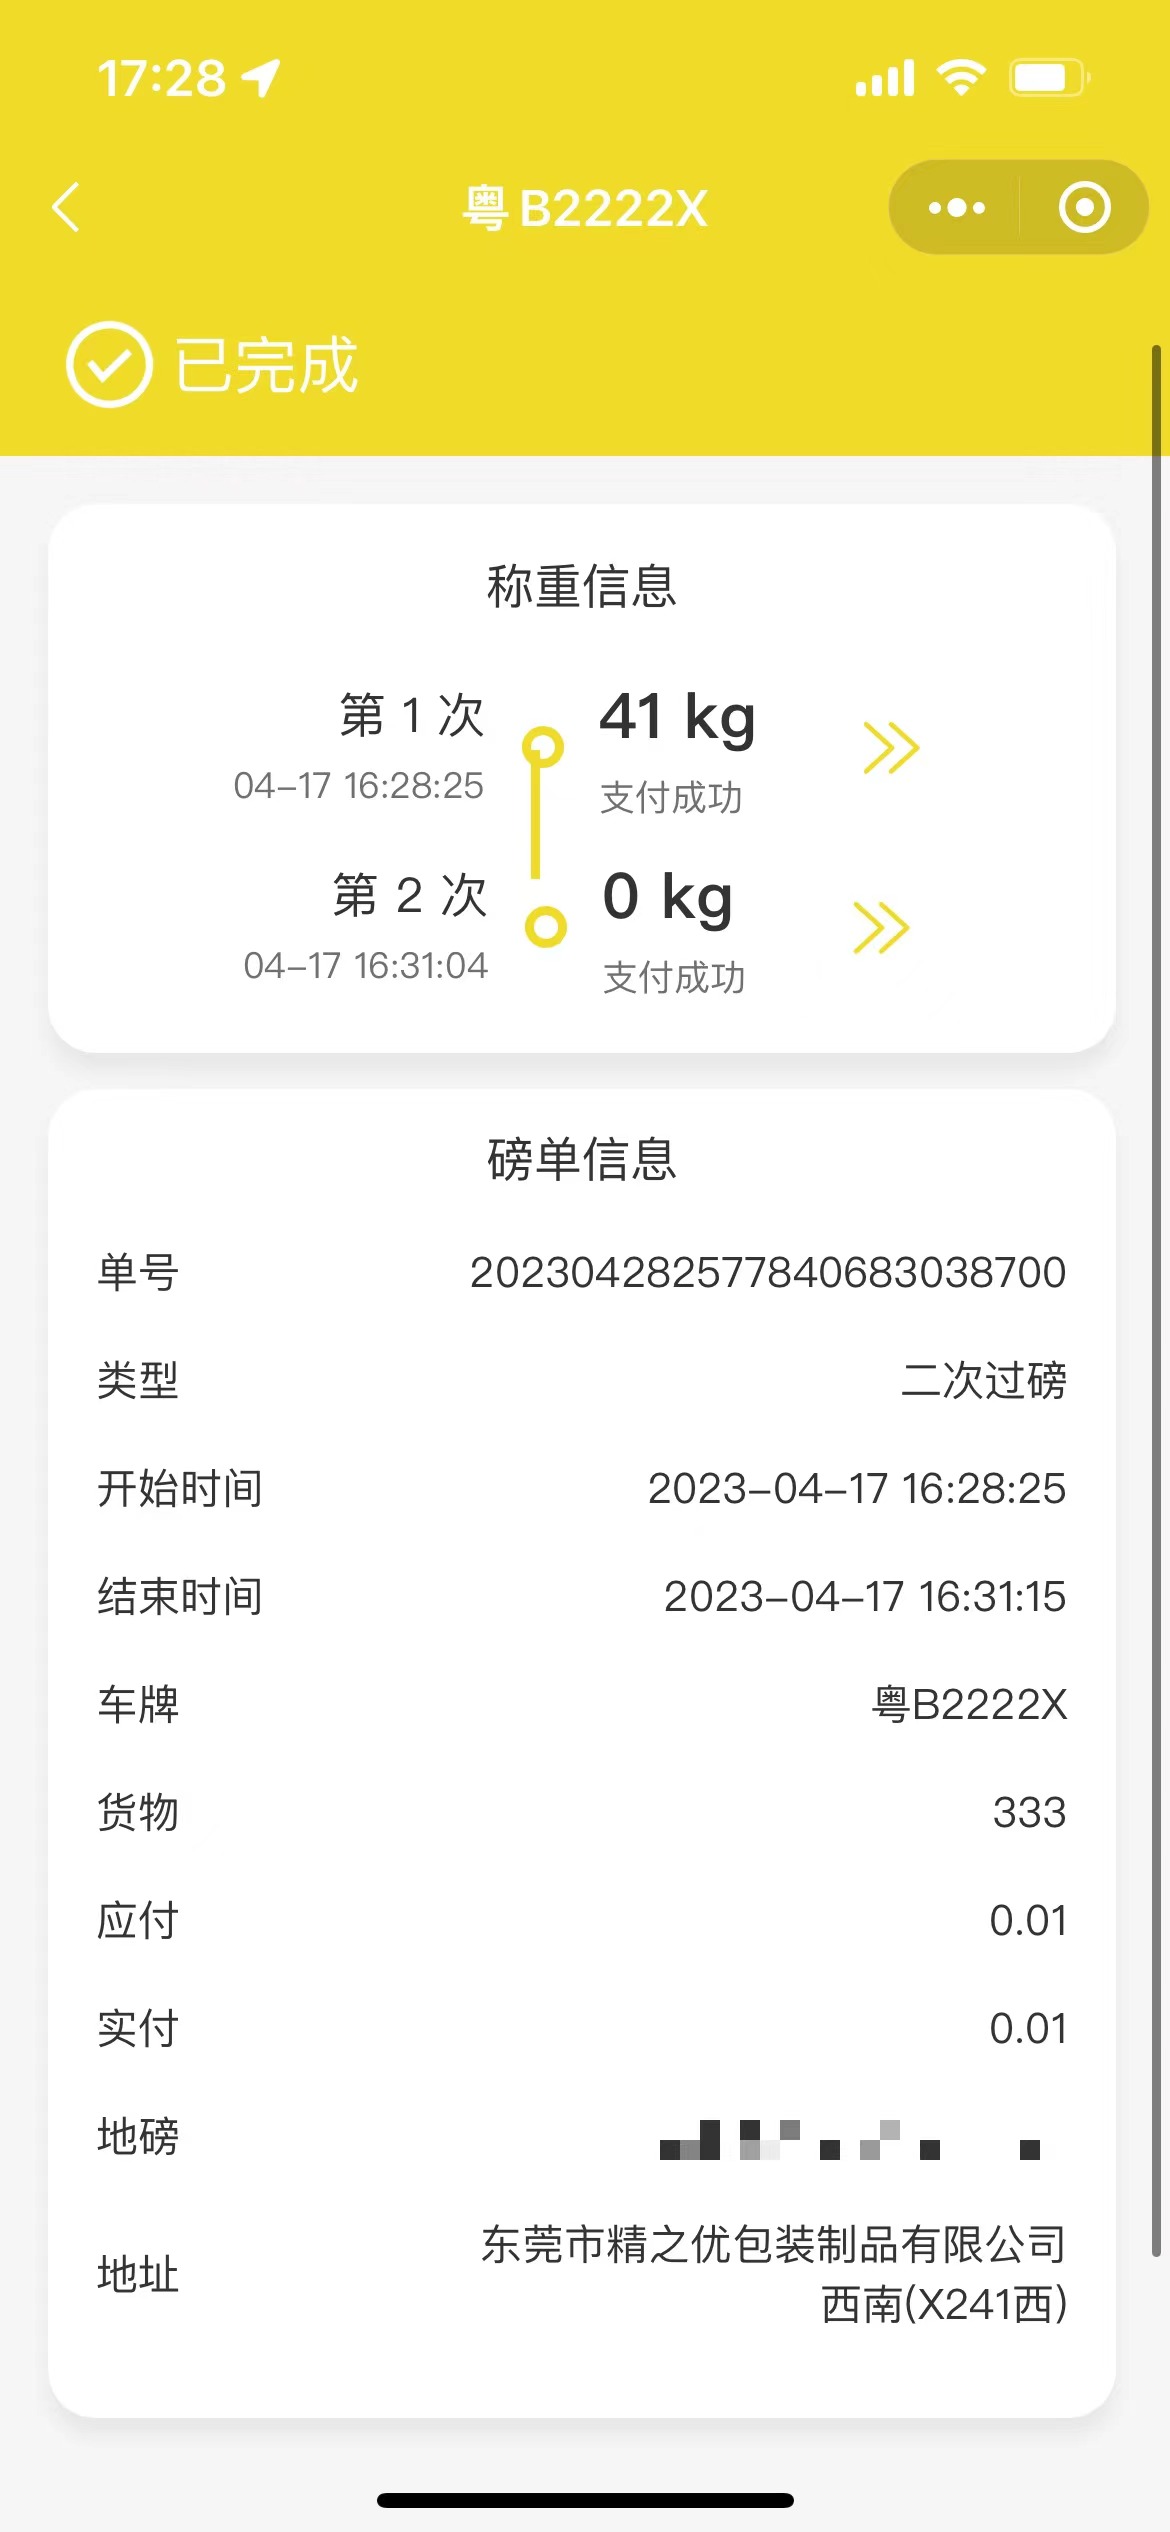 17:28
粤B2222X
已完成
称重信息
第 1 次
41 kg
04-17 16:28:25
支付成功
第 2 次
0 kg
04-17 16:31:04
支付成功
磅单信息
单号 202304282577840683038700
类型 二次过磅
开始时间 2023-04-17 16:28:25
结束时间 2023-04-17 16:31:15
车牌 粤B2222X
货物 333
应付 0.01
实付 0.01
地磅
地址 东莞市精之优包装制品有限公司
西南(X241西)